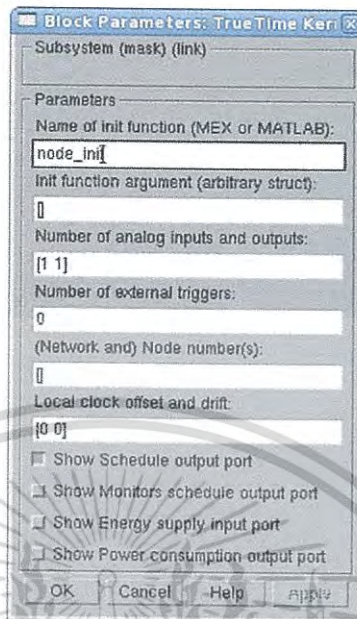 Block Parameters: TrueTime Kern
Subsystem (mask) (link)
Parameters
Name of init function (MEX or MATLAB):
node_ini
Init function argument (arbitrary struct):
[]
Number of analog inputs and outputs:
[1 1]
Number of external triggers:
0
(Network and) Node number(s):
[]
Local clock offset and drift:
[0 0]
Show Schedule output port
Show Monitors schedule output port
Show Energy supply input port
Show Power consumption output port
OK Cancel Help Apply